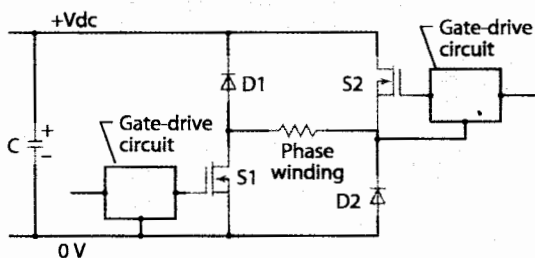 +Vdc
Gate-drive
circuit
D1
S2
C
+
−
Gate-drive
circuit
Phase
winding
S1
D2
0 V